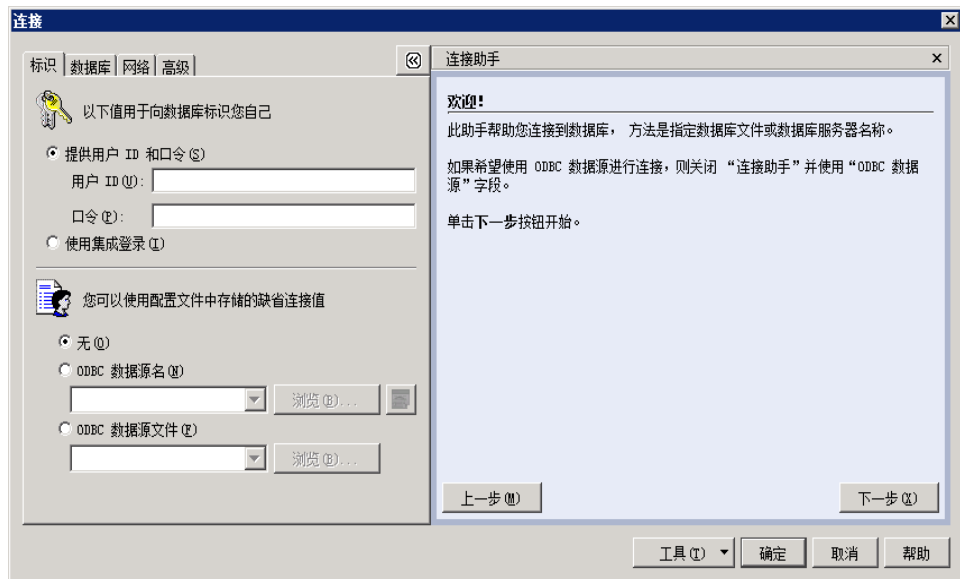 连接
标识 数据库 网络 高级
以下值用于向数据库标识您自己
提供用户 ID 和口令(S)
用户 ID(U):
口令(P):
使用集成登录(I)
您可以使用配置文件中存储的缺省连接值
无(O)
ODBC 数据源名(N)
浏览(B)...
ODBC 数据源文件(F)
浏览(B)...
连接助手
欢迎!
此助手帮助您连接到数据库， 方法是指定数据库文件或数据库服务器名称。
如果希望使用 ODBC 数据源进行连接,则关闭 “连接助手”并使用“ODBC 数据
源”字段。
单击下一步按钮开始。
上一步(M)
下一步(X)
工具(T) 确定 取消 帮助